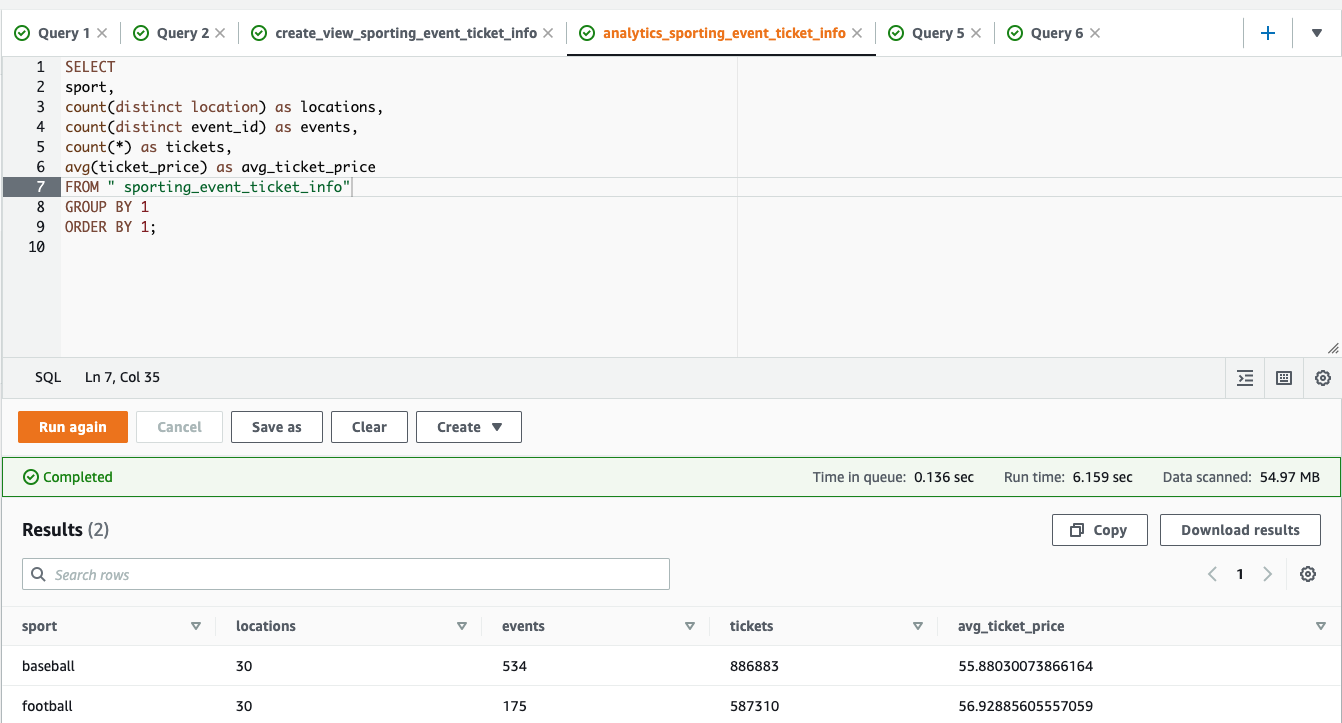 Query 1
Query 2
create_view_sporting_event_ticket_info
analytics_sporting_event_ticket_info
Query 5
Query 6
1 SELECT
2 sport,
3 count(distinct location) as locations,
4 count(distinct event_id) as events,
5 count(*) as tickets,
6 avg(ticket_price) as avg_ticket_price
7 FROM " sporting_event_ticket_info"
8 GROUP BY 1
9 ORDER BY 1;
10
SQL Ln 7, Col 35
Run again Cancel Save as Clear Create
Completed Time in queue: 0.136 sec Run time: 6.159 sec Data scanned: 54.97 MB
Results (2) Copy Download results
Search rows 1
sport locations events tickets avg_ticket_price
baseball 30 534 886883 55.88030073866164
football 30 175 587310 56.92885605557059